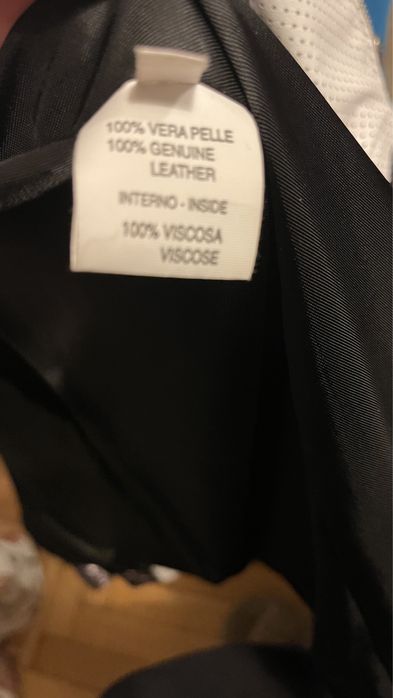 100% VERA PELLE
100% GENUINE
LEATHER
INTERNO - INSIDE
100% VISCOSA
VISCOSE